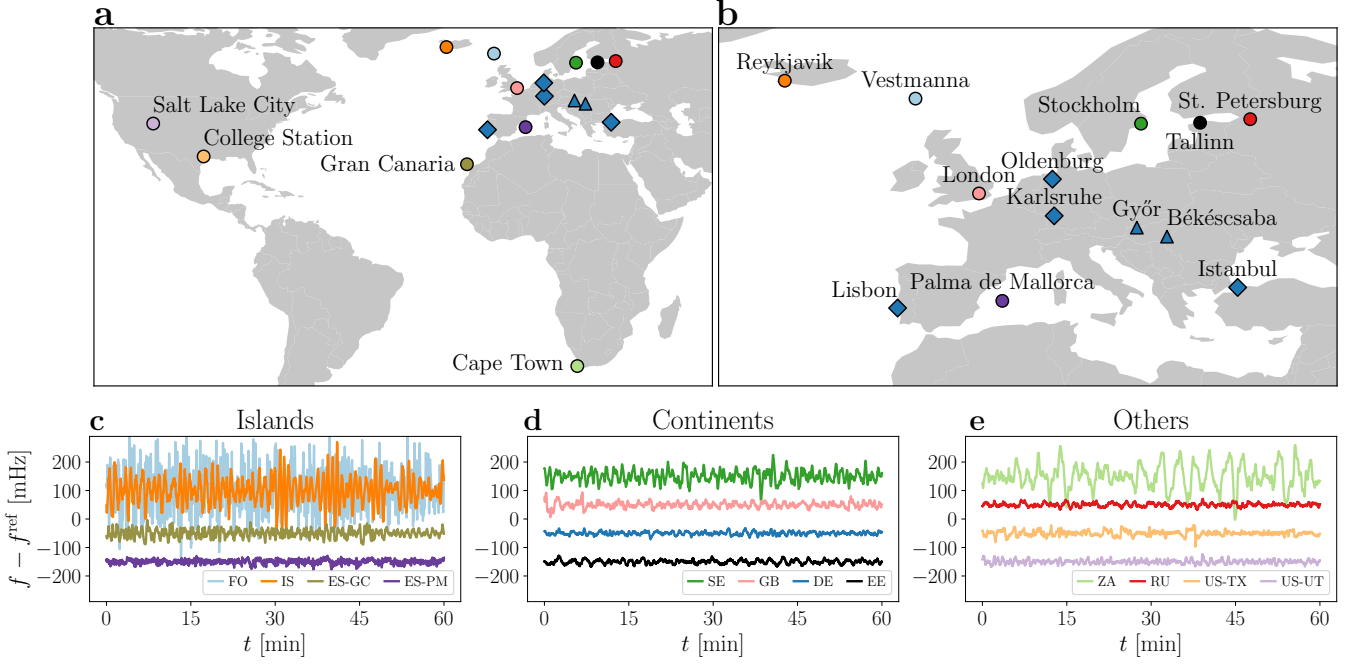 a
b
Salt Lake City
College Station
Gran Canaria
Cape Town
Reykjavik
Vestmanna
Stockholm
St. Petersburg
Tallinn
Oldenburg
London
Karlsruhe
Győr
Békéscsaba
Istanbul
Lisbon
Palma de Mallorca
c Islands
d Continents
e Others
f − f^ref [mHz]
200
100
0
−100
−200
FO IS ES-GC ES-PM
0 15 30 45 60
t [min]
200
100
0
−100
−200
SE GB DE EE
0 15 30 45 60
t [min]
200
100
0
−100
−200
ZA RU US-TX US-UT
0 15 30 45 60
t [min]